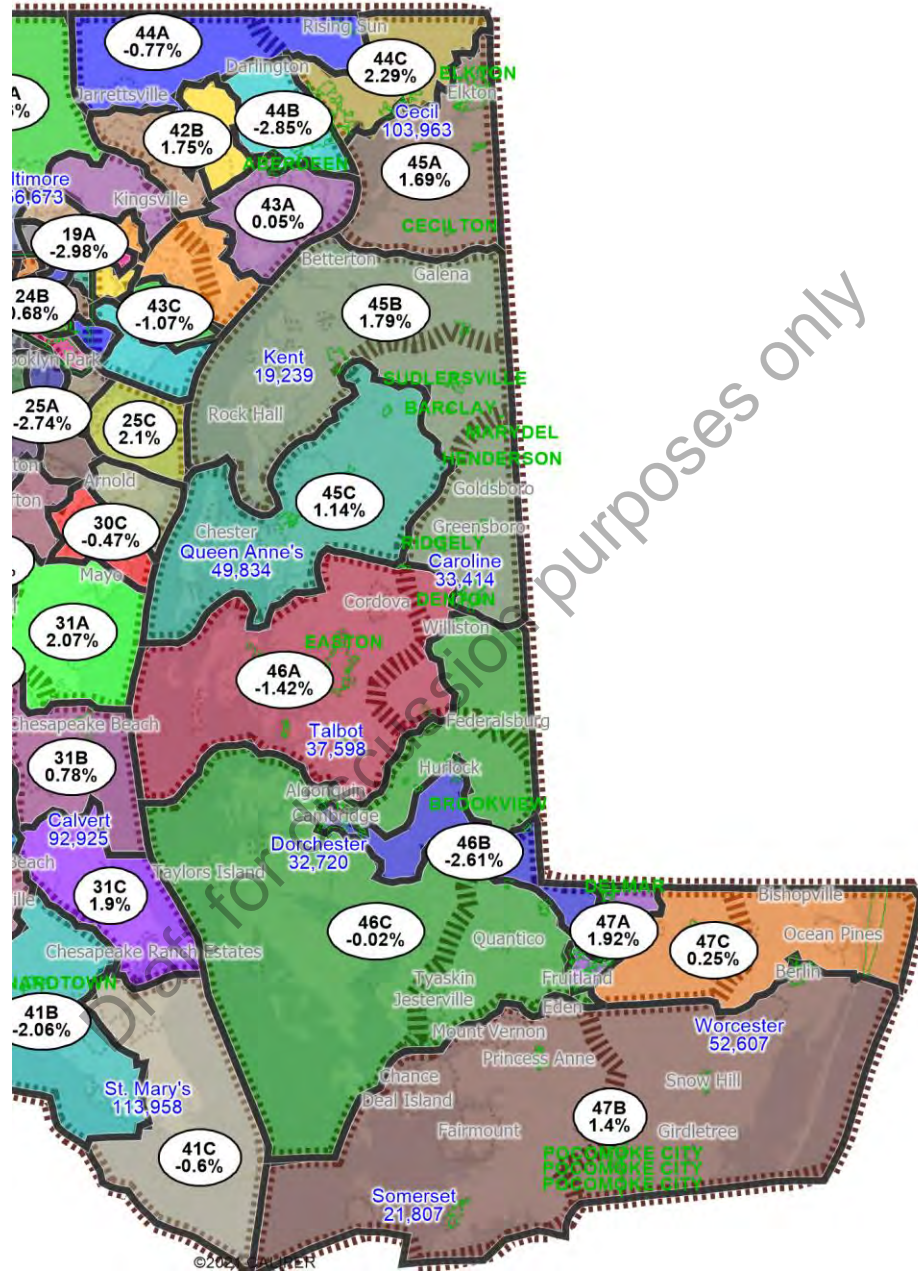 44A
-0.77%
Rising Sun
Darlington
44C
2.29%
ELKTON
Elkton
Jarrettsville
44B
-2.85%
Cecil
103,963
42B
1.75%
ABERDEEN
45A
1.69%
Kingsville
43A
0.05%
CECILTON
19A
-2.98%
Betterton
Galena
24B
43C
-1.07%
45B
1.79%
Kent
19,239
SUDLERSVILLE
25A
-2.74%
25C
2.1%
Rock Hall
BARCLAY
MARYDEL
HENDERSON
Arnold
Goldsboro
45C
1.14%
30C
-0.47%
Chester
Queen Anne's
49,834
Greensboro
RIDGELY
Caroline
33,414
Mayo
Cordova
DENTON
31A
2.07%
Williston
EASTON
46A
-1.42%
Chesapeake Beach
Talbot
37,598
Federalsburg
31B
0.78%
Hurlock
Algonquin
BROOKVIEW
Cambridge
Calvert
92,925
Dorchester
32,720
46B
-2.61%
Beach
Taylors Island
31C
1.9%
DELMAR
Bishopville
46C
-0.02%
47A
1.92%
47C
0.25%
Quantico
Ocean Pines
Chesapeake Ranch Estates
Tyaskin
Fruitland
Berlin
Jesterville
Eden
41B
-2.06%
Mount Vernon
Worcester
52,607
Princess Anne
Chance
Deal Island
Snow Hill
St. Mary's
113,958
Fairmount
47B
1.4%
Girdletree
41C
-0.6%
POCOMOKE CITY
POCOMOKE CITY
POCOMOKE CITY
Somerset
21,807
©2021 CALIPER
Draft for discussion purposes only